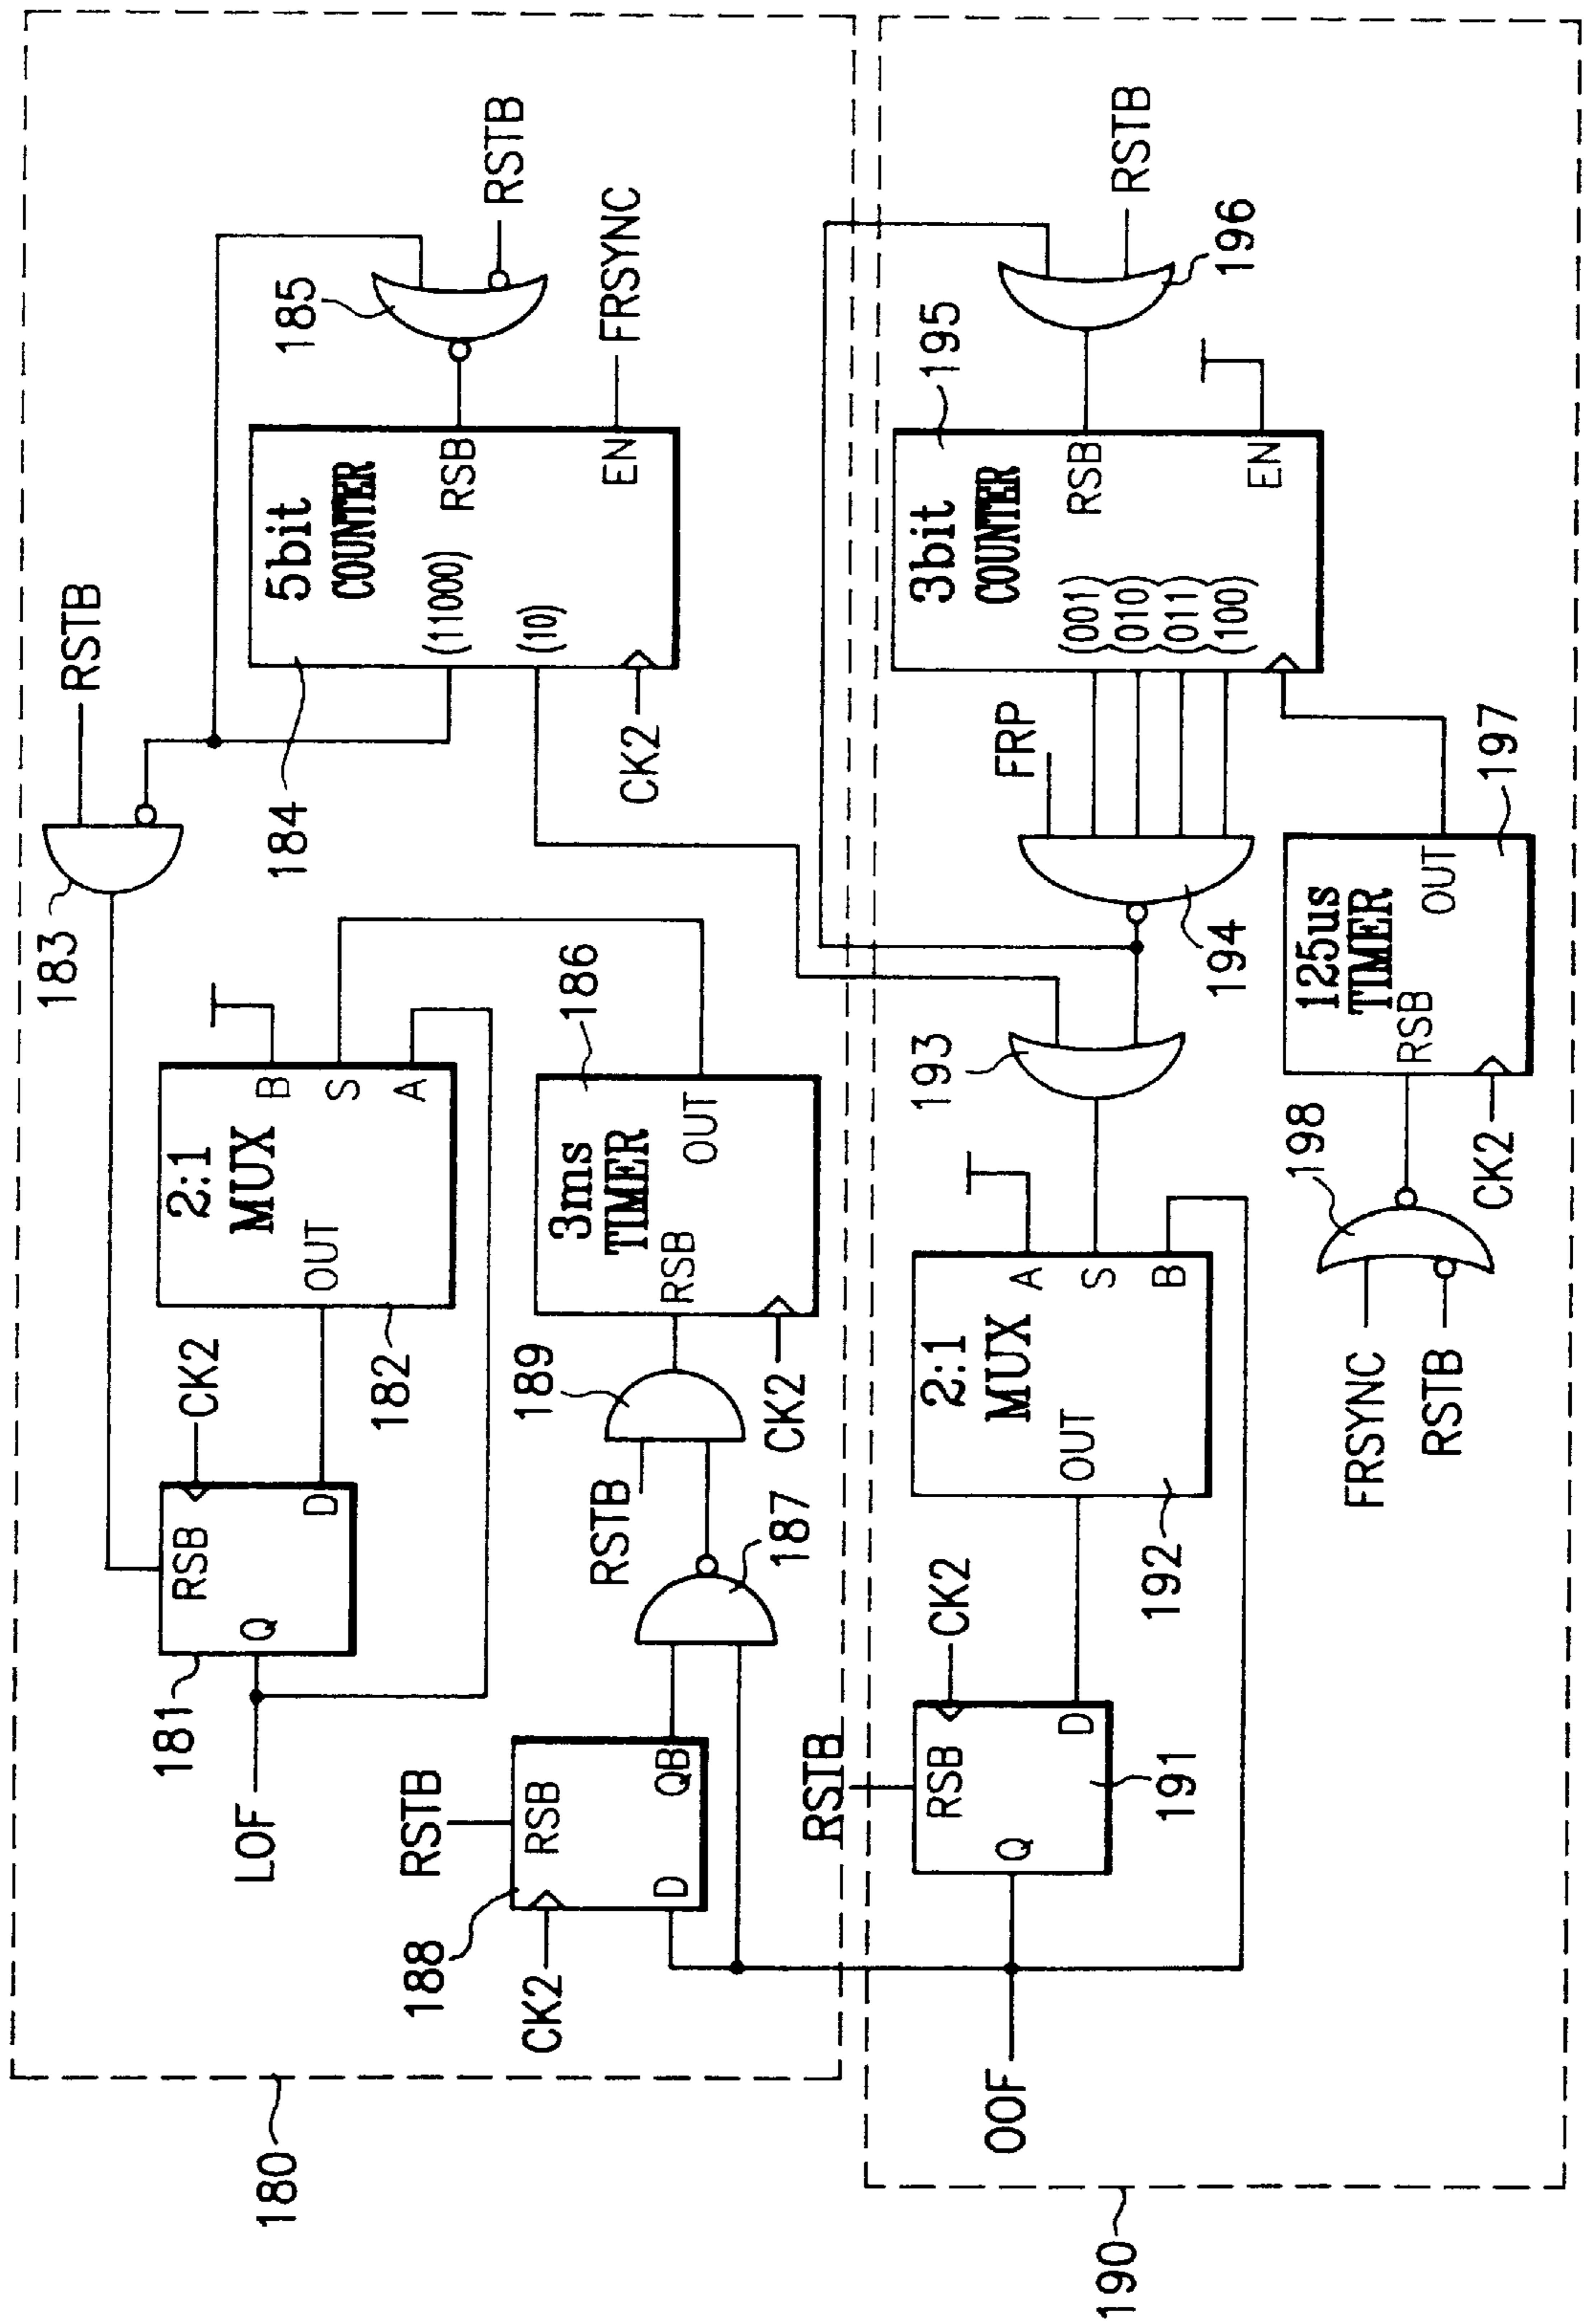 180
LOF
181
Q
RSB
D
CK2
183
RSTB
2:1
MUX
OUT
B
S
A
182
184
5bit
COUNTER
(11000)
(10)
RSB
EN
CK2
185
RSTB
FRSYNC
188
CK2
RSTB
RSB
D
QB
187
RSTB
189
3ms
TIMER
RSB
OUT
CK2
186
190
OOF
RSTB
RSB
Q
D
191
CK2
2:1
MUX
OUT
A
S
B
192
193
194
FRP
3bit
COUNTER
(001)
(010)
(011)
(100)
RSB
EN
195
RSTB
196
FRSYNC
RSTB
198
125us
TIMER
RSB
OUT
CK2
197